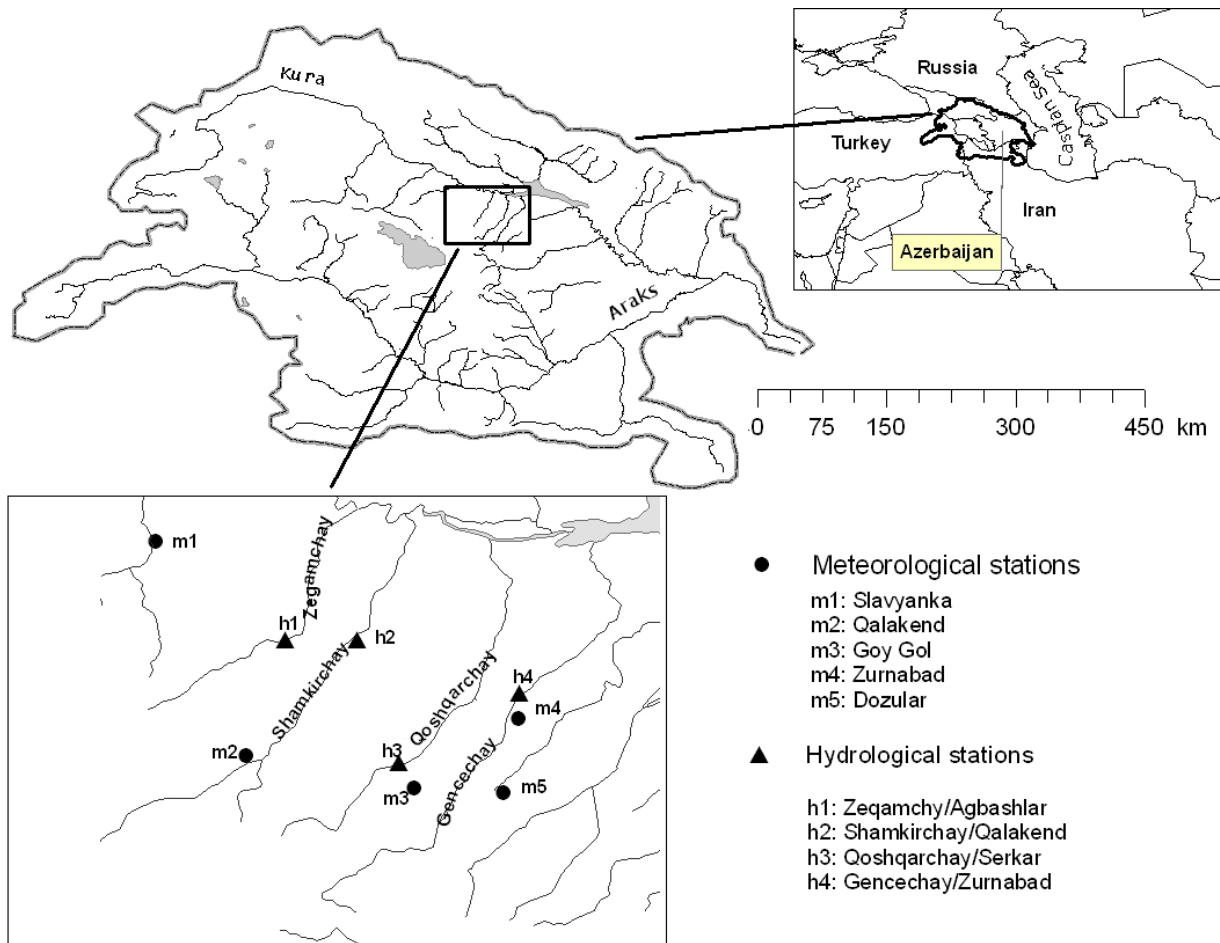 Kura
Araks
Russia
Caspian Sea
Turkey
Iran
Azerbaijan
0 75 150 300 450 km
m1
Zegamchay
h1
h2
Shamkirchay
Qoshqarchay
h4
m4
m2
h3
m3
Gencechay
m5
Meteorological stations
m1: Slavyanka
m2: Qalakend
m3: Goy Gol
m4: Zurnabad
m5: Dozular
Hydrological stations
h1: Zeqamchy/Agbashlar
h2: Shamkirchay/Qalakend
h3: Qoshqarchay/Serkar
h4: Gencechay/Zurnabad